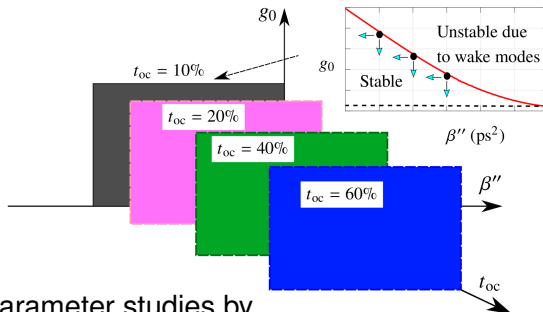 g₀
t_oc = 10%
t_oc = 20%
t_oc = 40%
t_oc = 60%
β″
t_oc
g₀
Unstable due
to wake modes
Stable
β″ (ps²)
arameter studies by